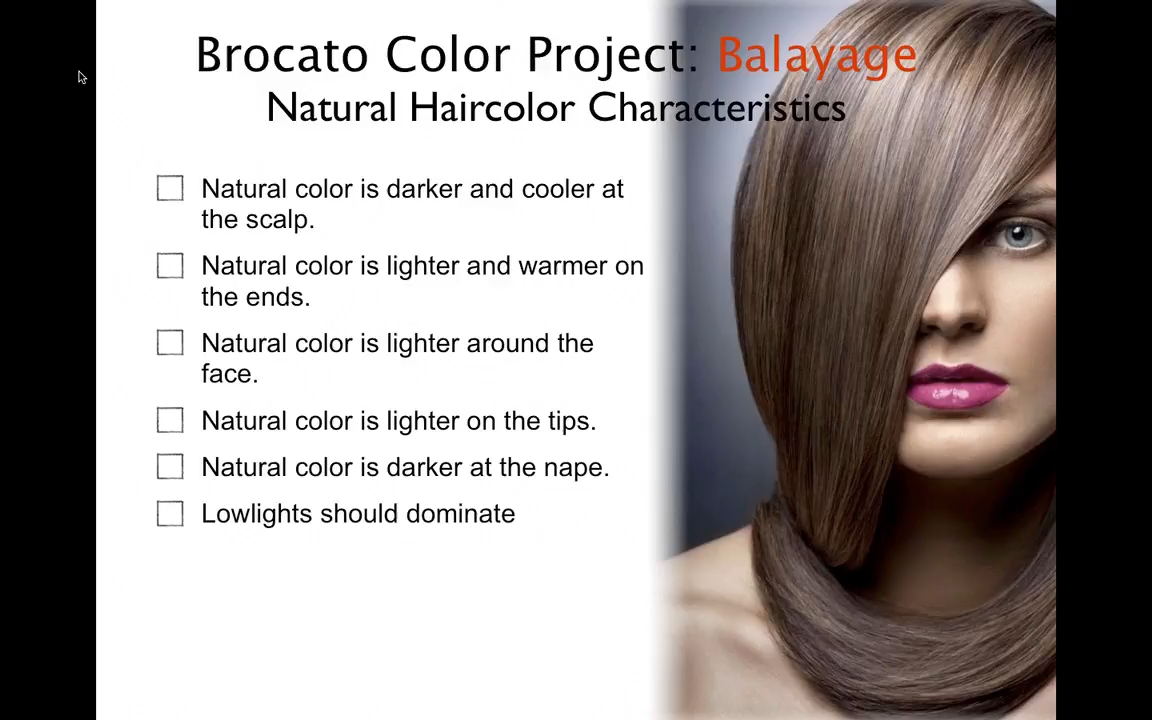 Brocato Color Project: Balayage
Natural Haircolor Characteristics
Natural color is darker and cooler at
the scalp.
Natural color is lighter and warmer on
the ends.
Natural color is lighter around the
face.
Natural color is lighter on the tips.
Natural color is darker at the nape.
Lowlights should dominate